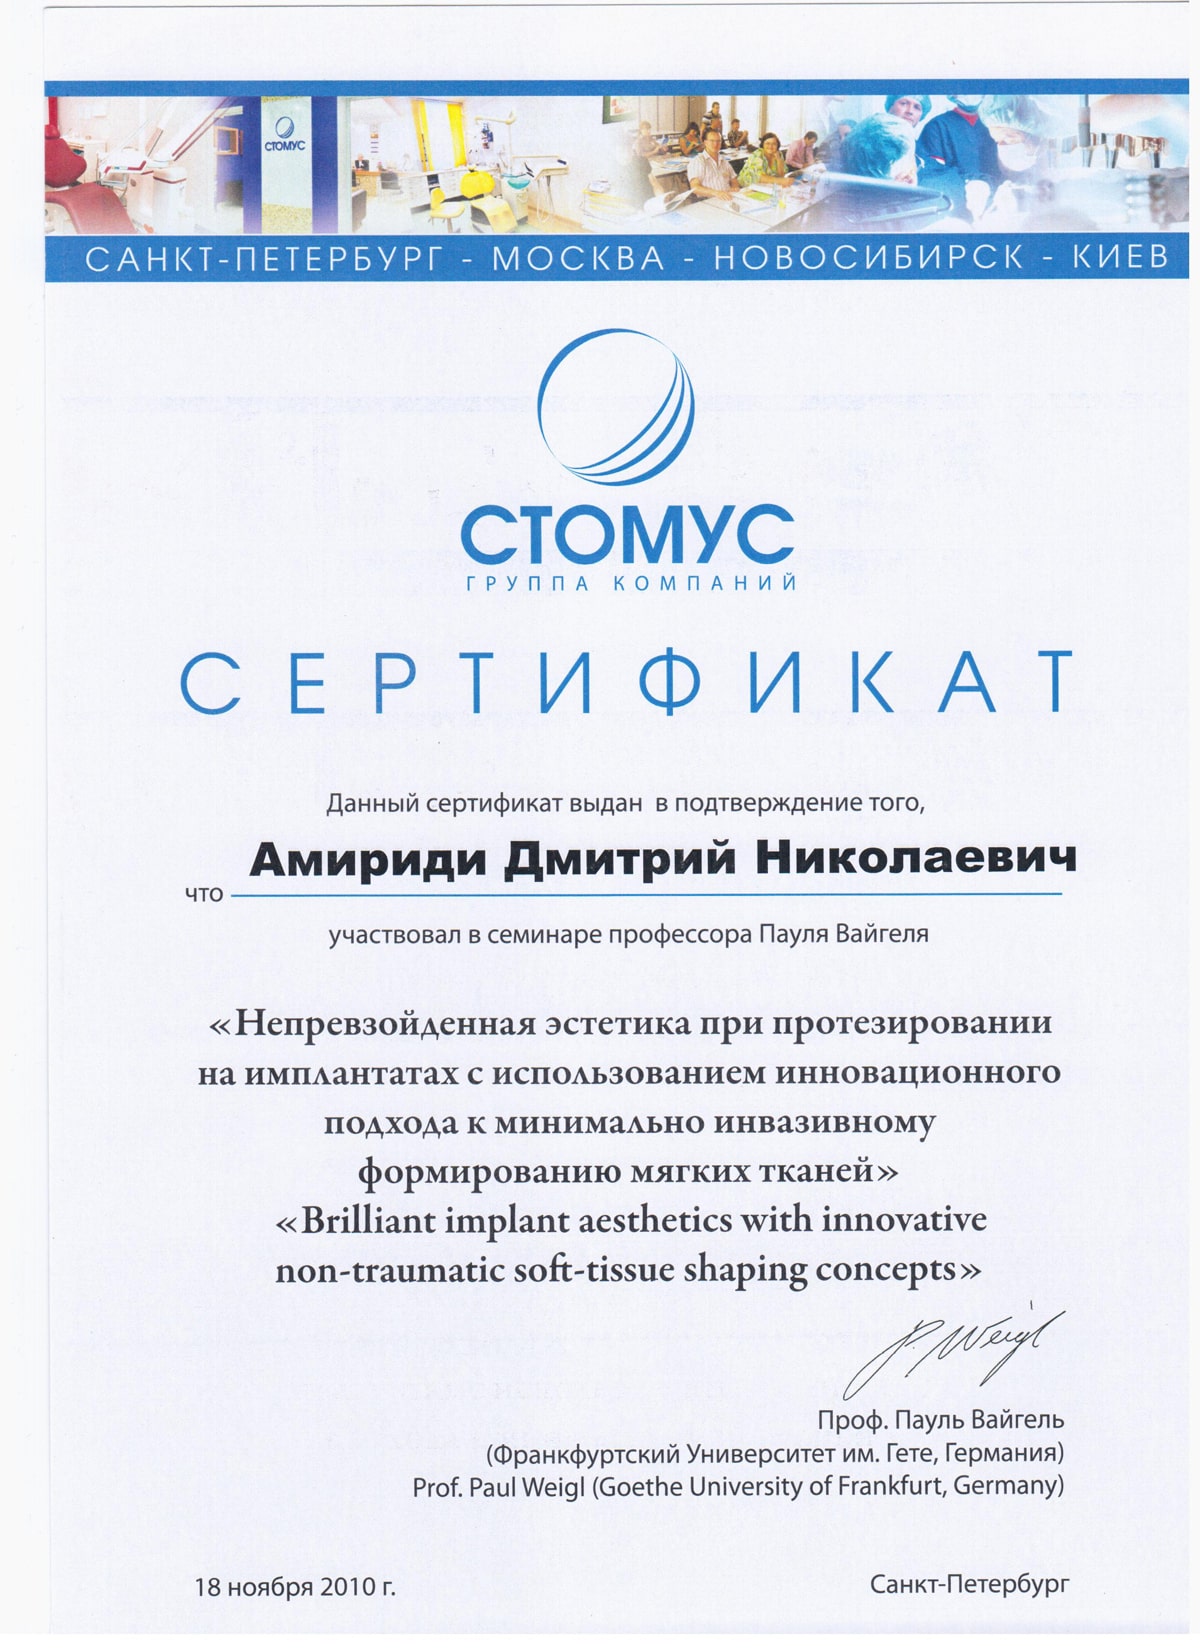 СТОМУС
САНКТ-ПЕТЕРБУРГ - МОСКВА - НОВОСИБИРСК - КИЕВ
СТОМУС
ГРУППА КОМПАНИЙ
СЕРТИФИКАТ
Данный сертификат выдан в подтверждение того,
Амириди Дмитрий Николаевич
что
участвовал в семинаре профессора Пауля Вайгеля
«Непревзойденная эстетика при протезировании
на имплантатах с использованием инновационного
подхода к минимально инвазивному
формированию мягких тканей»
«Brilliant implant aesthetics with innovative
non-traumatic soft-tissue shaping concepts»
P. Weigl
Проф. Пауль Вайгель
(Франкфуртский Университет им. Гете, Германия)
Prof. Paul Weigl (Goethe University of Frankfurt, Germany)
18 ноября 2010 г.
Санкт-Петербург